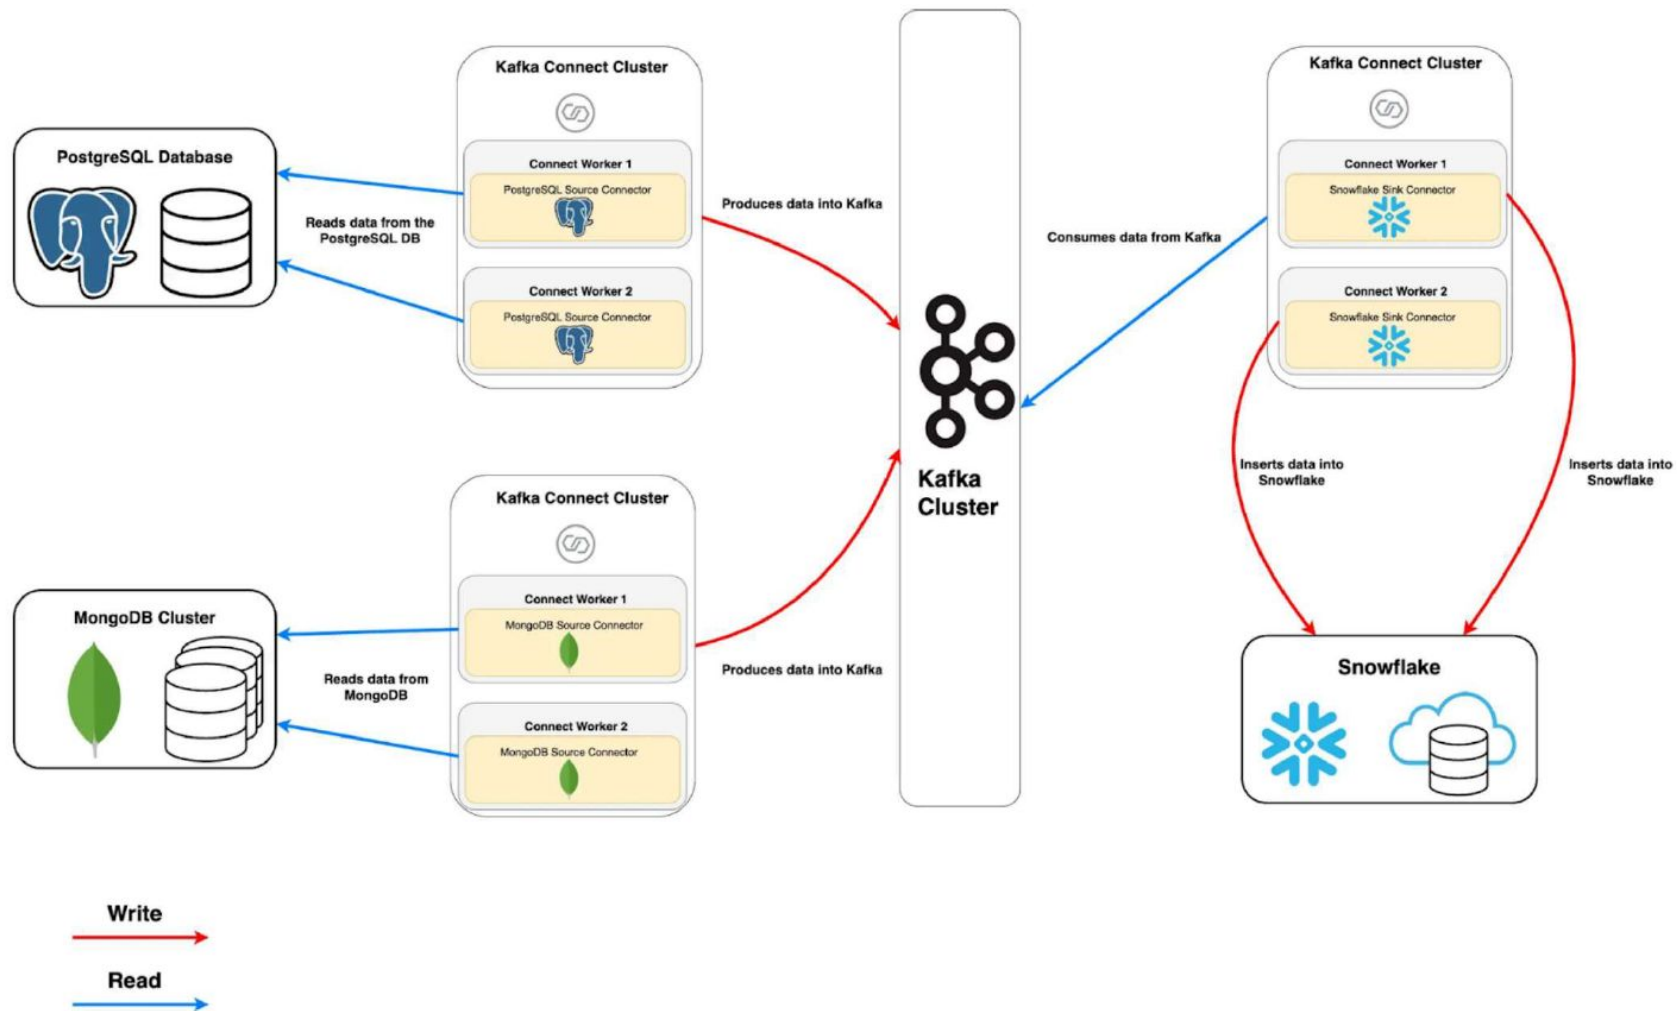 PostgreSQL Database
Reads data from the
PostgreSQL DB
Kafka Connect Cluster
Connect Worker 1
PostgreSQL Source Connector
Connect Worker 2
PostgreSQL Source Connector
Produces data into Kafka
MongoDB Cluster
Reads data from
MongoDB
Kafka Connect Cluster
Connect Worker 1
MongoDB Source Connector
Connect Worker 2
MongoDB Source Connector
Produces data into Kafka
Kafka
Cluster
Consumes data from Kafka
Kafka Connect Cluster
Connect Worker 1
Snowflake Sink Connector
Connect Worker 2
Snowflake Sink Connector
Inserts data into
Snowflake
Inserts data into
Snowflake
Snowflake
Write
Read